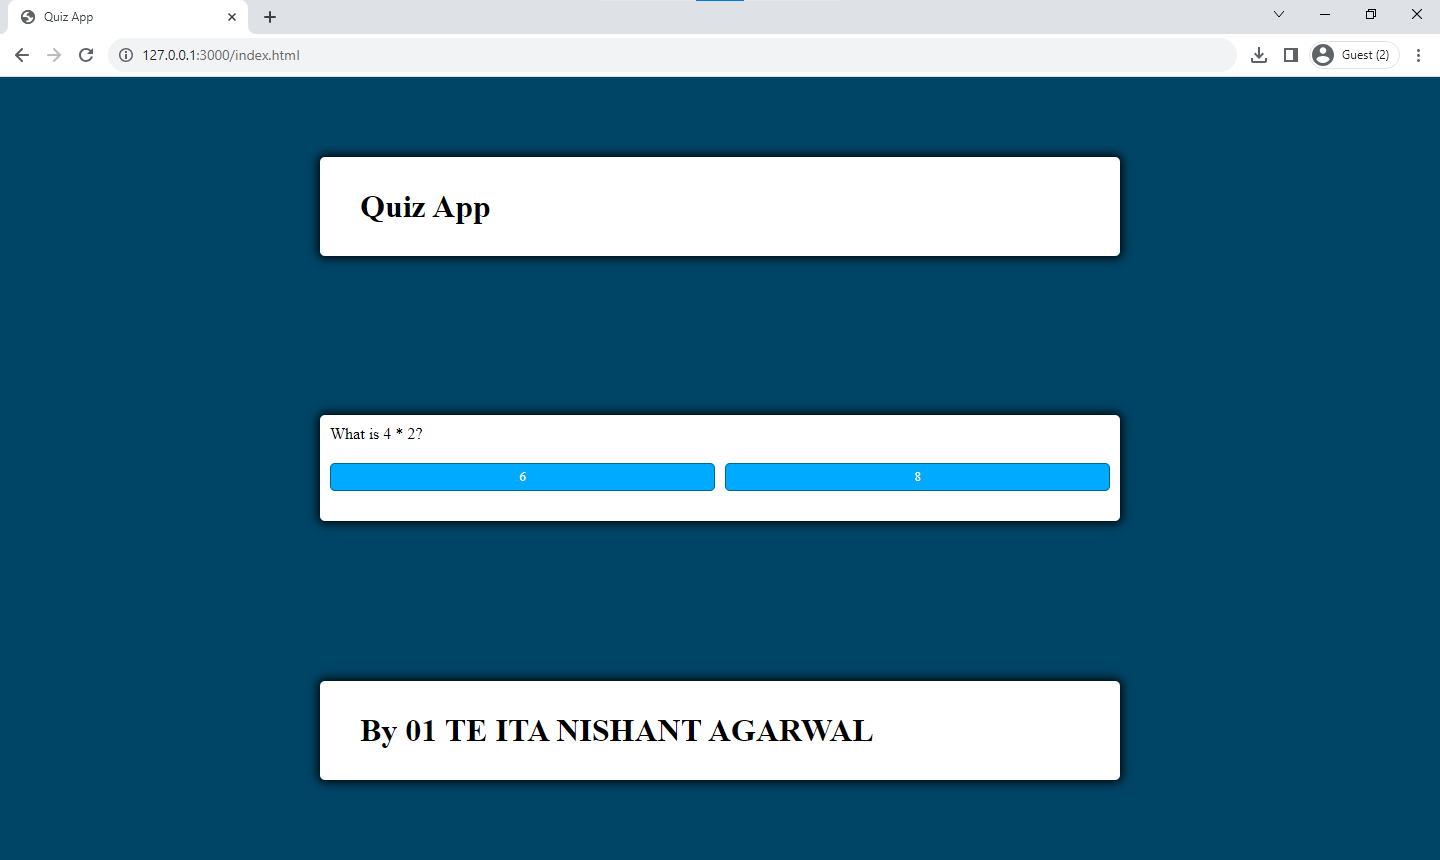 Quiz App
127.0.0.1:3000/index.html
Guest (2)
Quiz App
What is 4 * 2?
6
8
By 01 TE ITA NISHANT AGARWAL